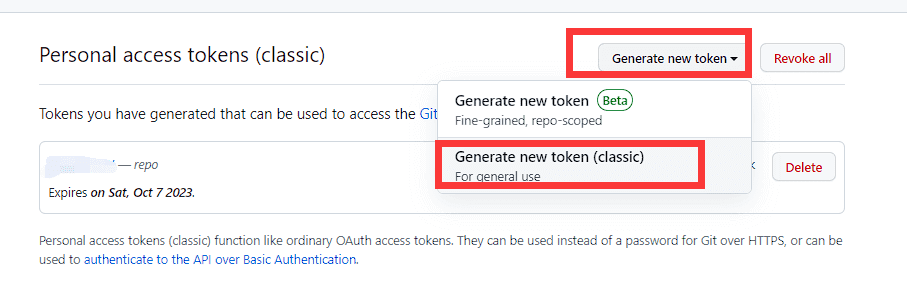 Personal access tokens (classic)
Generate new token
Revoke all
Generate new token Beta
Fine-grained, repo-scoped
Tokens you have generated that can be used to access the Git
Generate new token (classic)
For general use
— repo
Delete
Expires on Sat, Oct 7 2023.
Personal access tokens (classic) function like ordinary OAuth access tokens. They can be used instead of a password for Git over HTTPS, or can be
used to authenticate to the API over Basic Authentication.